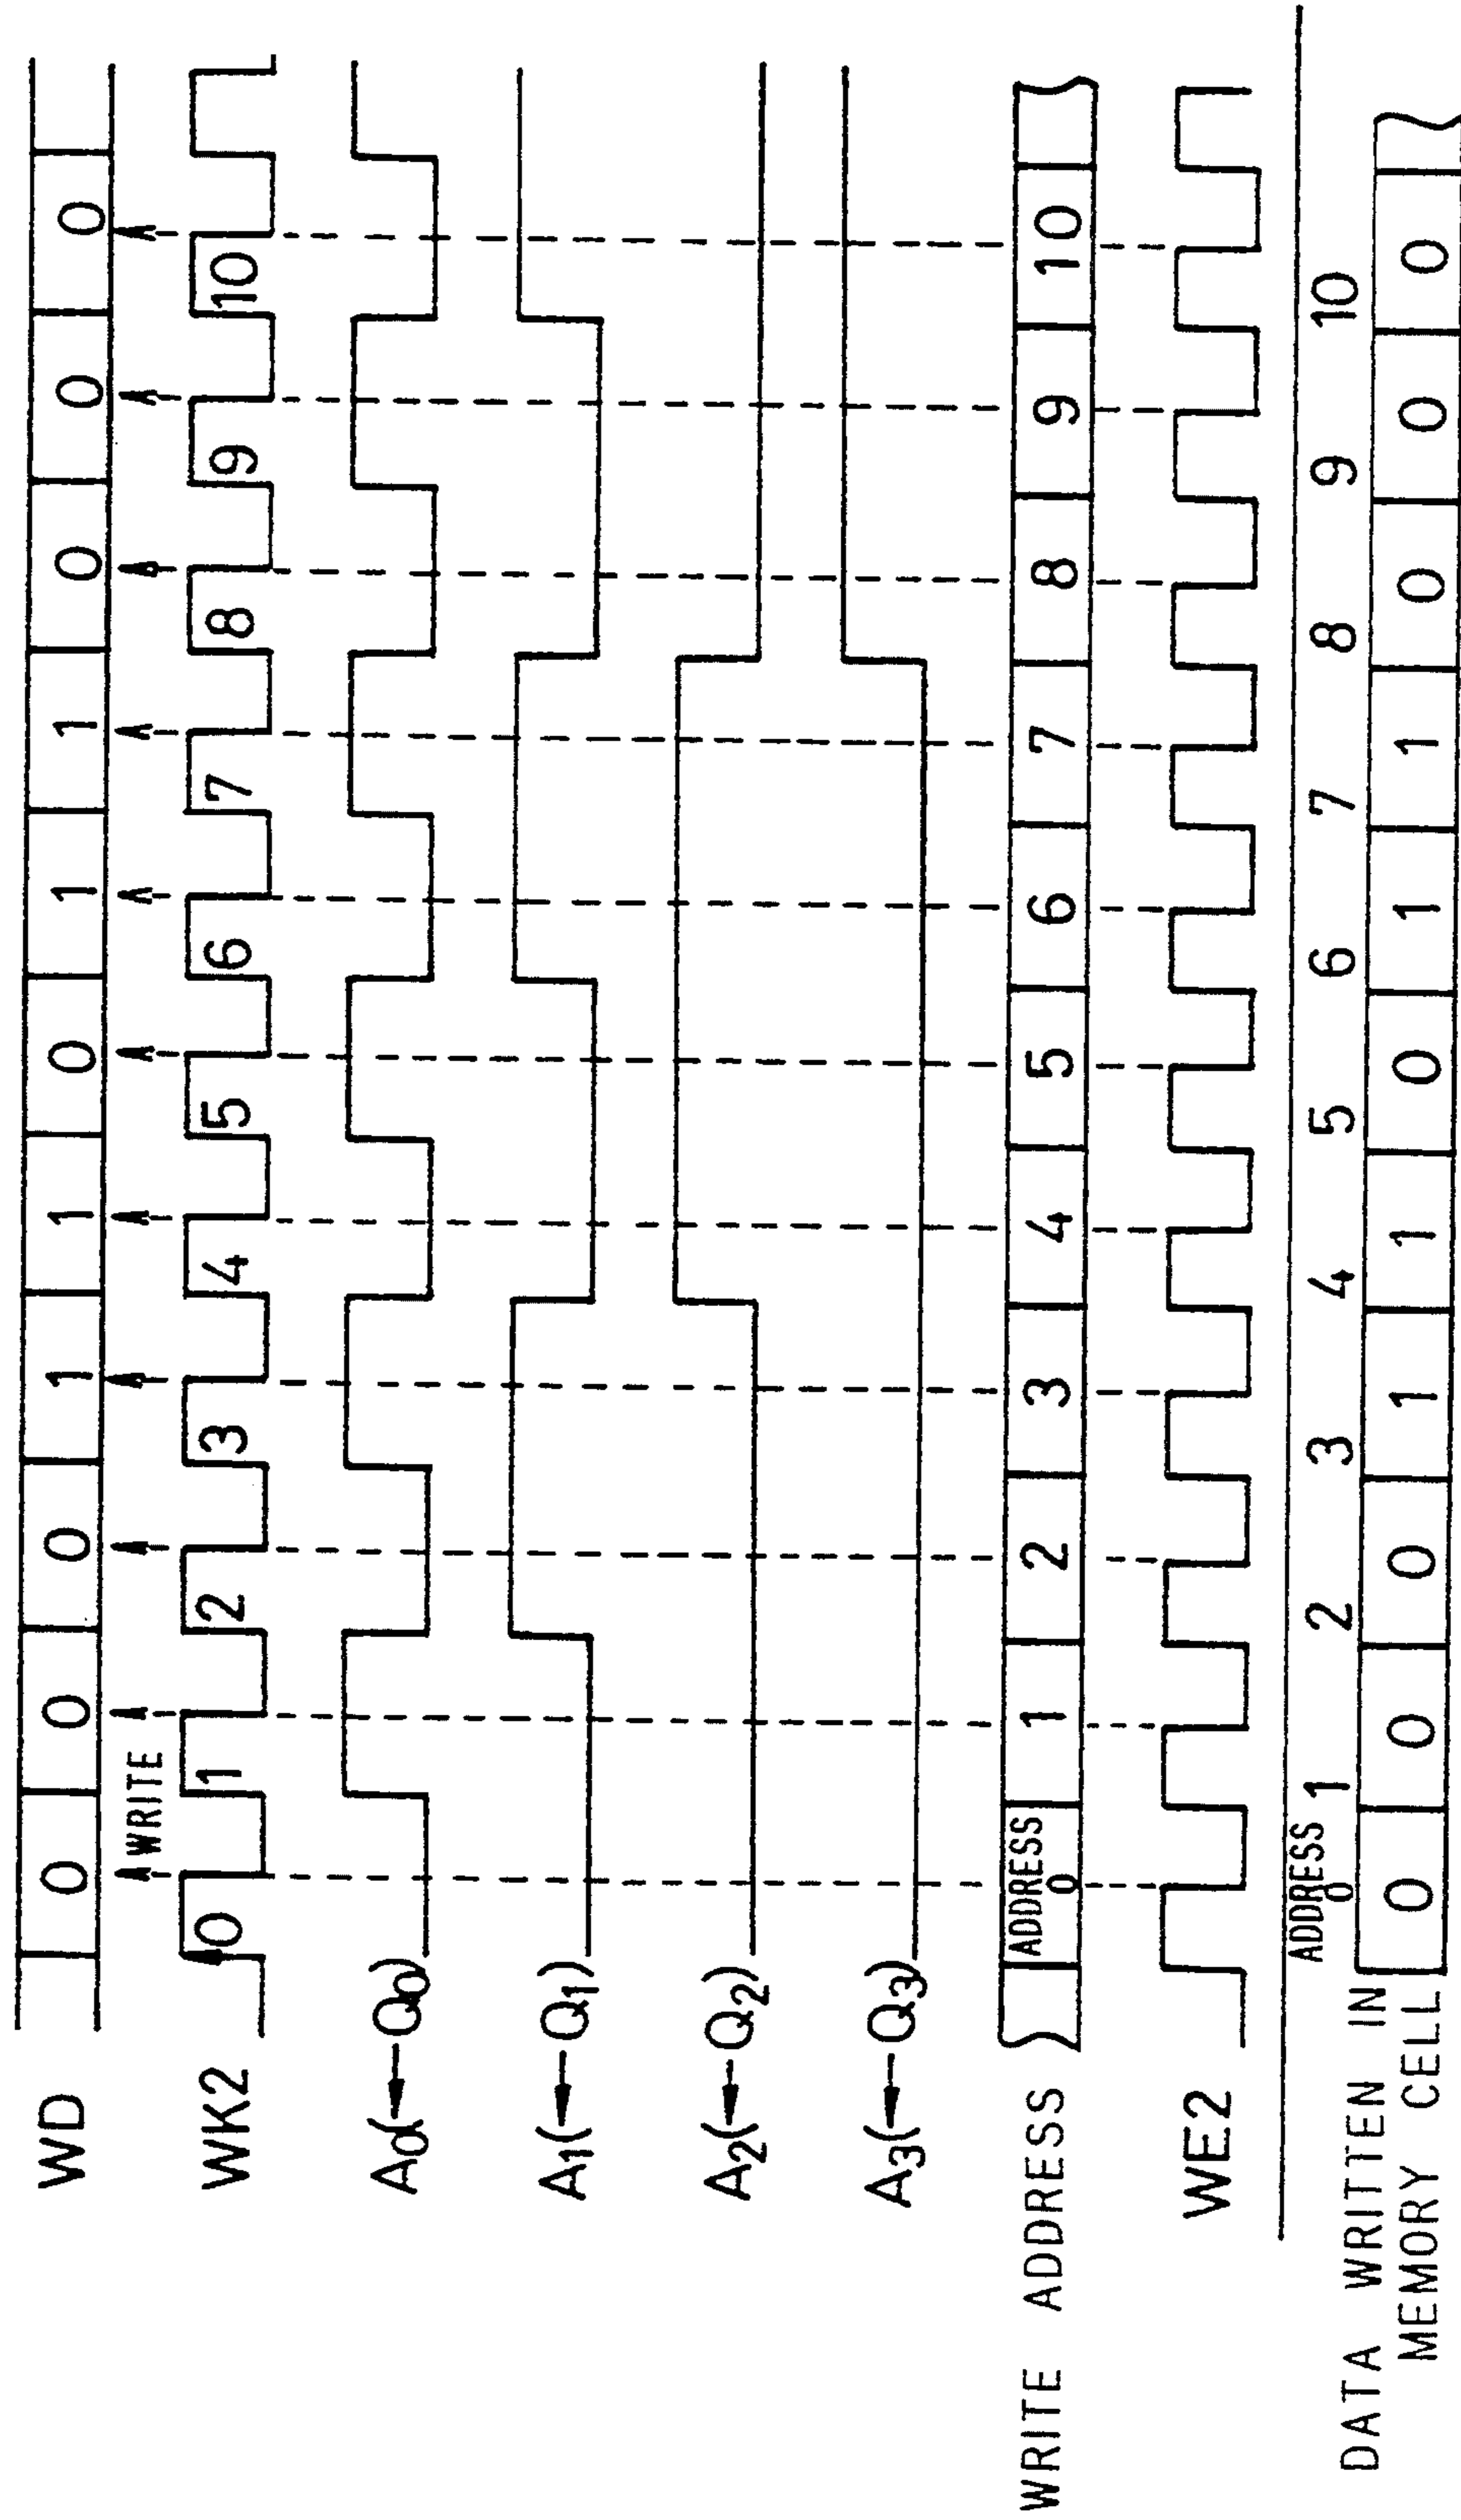 WD 0 0 0 1 1 0 1 1 0 0 0
WRITE
WK2 0 1 2 3 4 5 6 7 8 9 10
A0(←Q0)
A1(←Q1)
A2(←Q2)
A3(←Q3)
WRITE ADDRESS ADDRESS 0 1 2 3 4 5 6 7 8 9 10
WE2
ADDRESS 0 1 2 3 4 5 6 7 8 9 10
DATA WRITTEN IN
MEMORY CELL 0 0 0 1 1 0 1 1 0 0 0